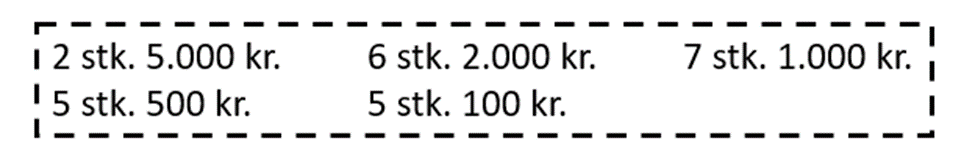 2 stk. 5.000 kr. 6 stk. 2.000 kr. 7 stk. 1.000 kr.
5 stk. 500 kr. 5 stk. 100 kr.